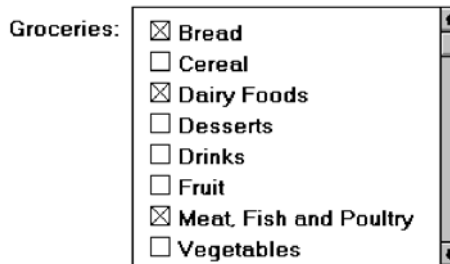 Groceries:
Bread
Cereal
Dairy Foods
Desserts
Drinks
Fruit
Meat, Fish and Poultry
Vegetables